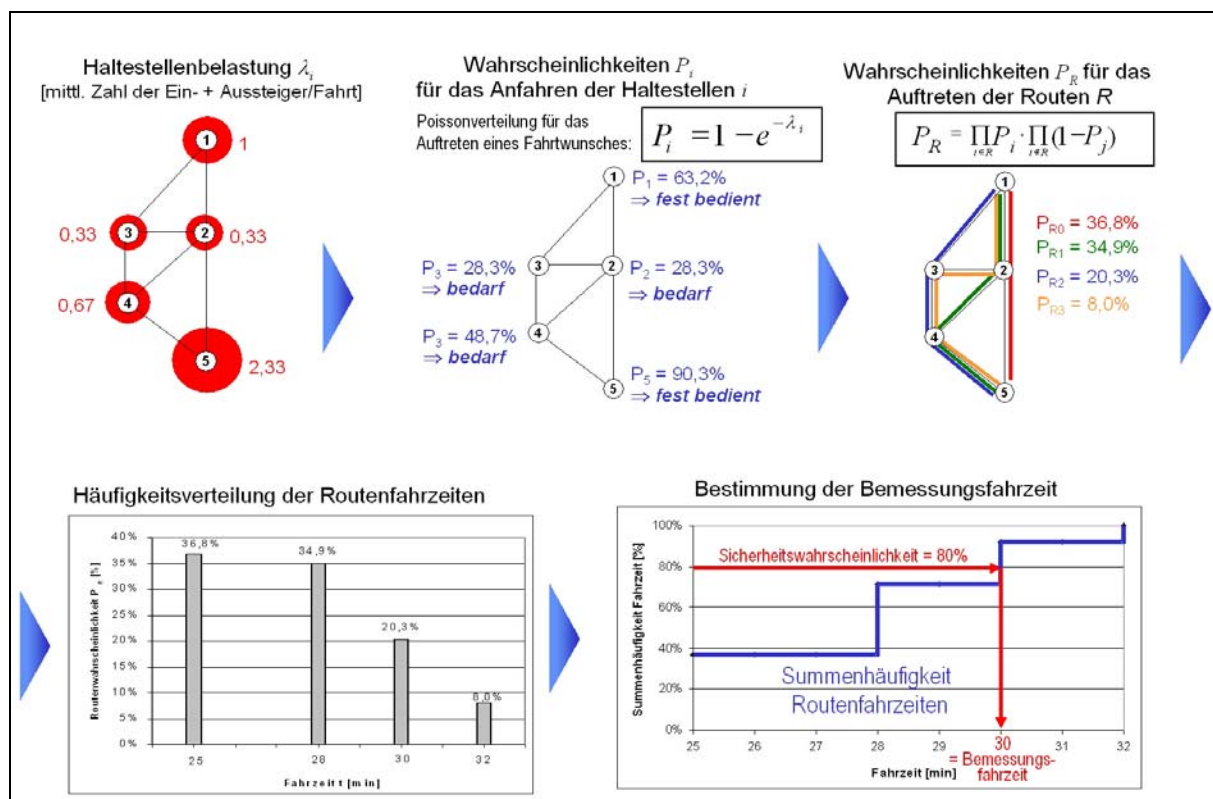 Haltestellenbelastung λi
[mittl. Zahl der Ein- + Aussteiger/Fahrt]
1
1
0,33
3
2
0,33
0,67
4
5
2,33
Wahrscheinlichkeiten Pi
für das Anfahren der Haltestellen i
Poissonverteilung für das
Auftreten eines Fahrtwunsches:
Pi = 1 − e^−λi
1
P1 = 63,2%
⇒ fest bedient
P3 = 28,3%
⇒ bedarf
3
2
P2 = 28,3%
⇒ bedarf
P3 = 48,7%
⇒ bedarf
4
5
P5 = 90,3%
⇒ fest bedient
Wahrscheinlichkeiten PR für das
Auftreten der Routen R
PR = ∏i∈R Pi · ∏i∉R (1−Pj)
1
3
2
4
5
PR0 = 36,8%
PR1 = 34,9%
PR2 = 20,3%
PR3 = 8,0%
Häufigkeitsverteilung der Routenfahrzeiten
Routenwahrscheinlichkeit PR [%]
40%
35%
30%
25%
20%
15%
10%
5%
0%
36,8%
34,9%
20,3%
8,0%
25
28
30
32
Fahrzeit t [min]
Bestimmung der Bemessungsfahrzeit
Summenhäufigkeit Fahrzeit [%]
100%
80%
60%
40%
20%
0%
Sicherheitswahrscheinlichkeit = 80%
Summenhäufigkeit
Routenfahrzeiten
25
26
27
28
29
30
31
32
= Bemessungs-
fahrzeit
Fahrzeit [min]